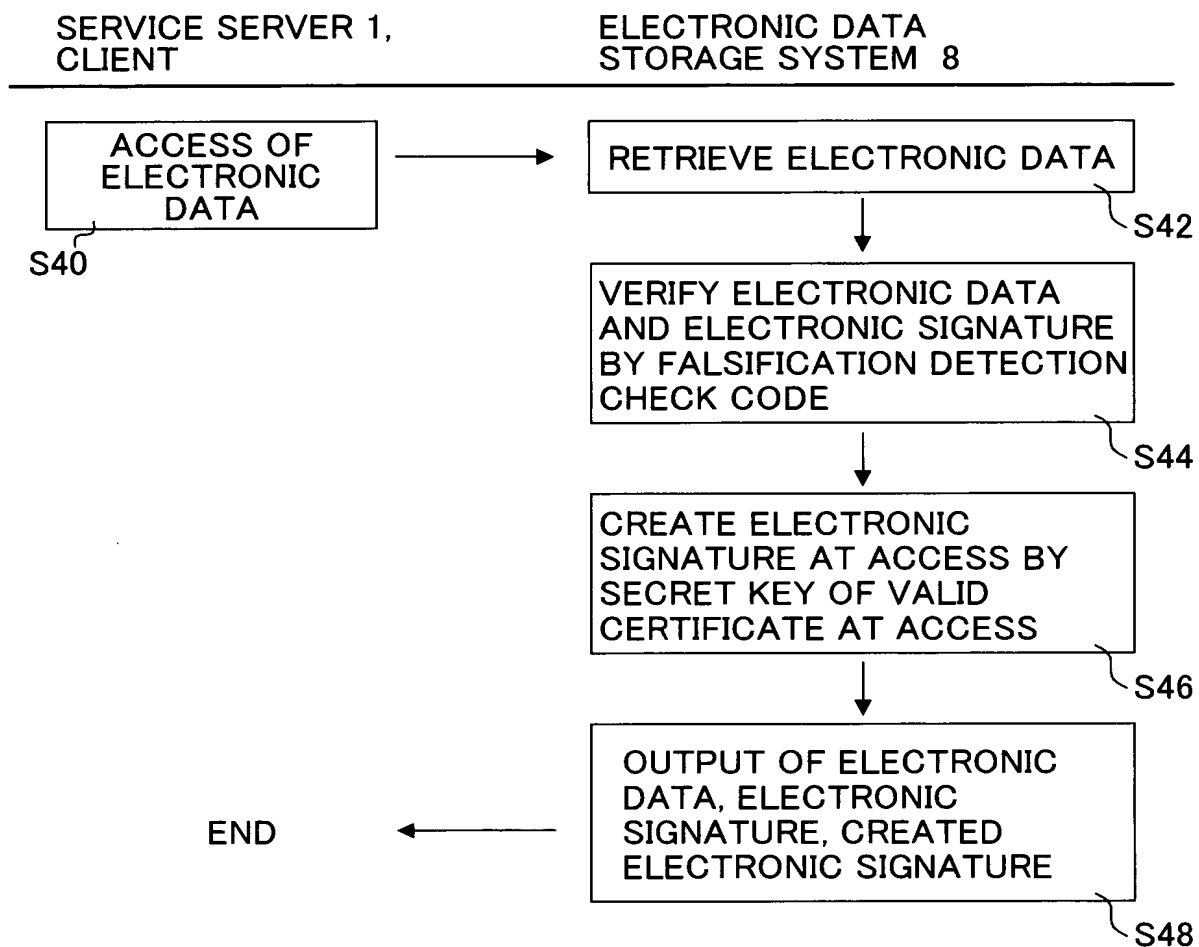 SERVICE SERVER 1,
CLIENT
ELECTRONIC DATA
STORAGE SYSTEM 8
ACCESS OF
ELECTRONIC
DATA
S40
RETRIEVE ELECTRONIC DATA
S42
VERIFY ELECTRONIC DATA
AND ELECTRONIC SIGNATURE
BY FALSIFICATION DETECTION
CHECK CODE
S44
CREATE ELECTRONIC
SIGNATURE AT ACCESS BY
SECRET KEY OF VALID
CERTIFICATE AT ACCESS
S46
OUTPUT OF ELECTRONIC
DATA, ELECTRONIC
SIGNATURE, CREATED
ELECTRONIC SIGNATURE
S48
END